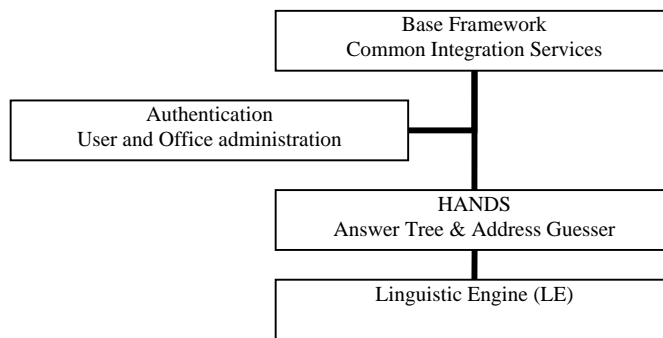 Base Framework
Common Integration Services
Authentication
User and Office administration
HANDS
Answer Tree & Address Guesser
Linguistic Engine (LE)